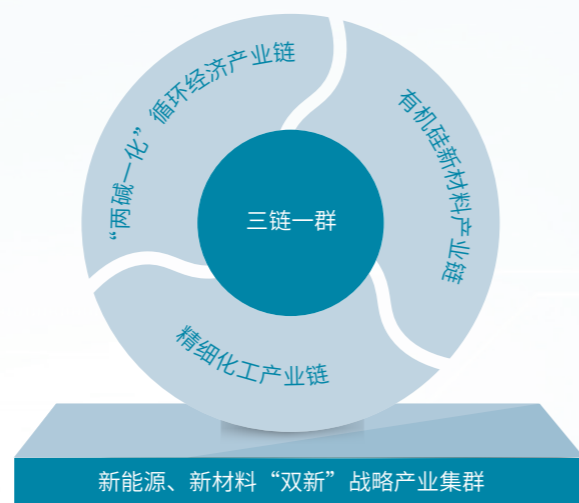 “两碱一化”循环经济产业链
有机硅新材料产业链
三链一群
精细化工产业链
新能源、新材料“双新”战略产业集群